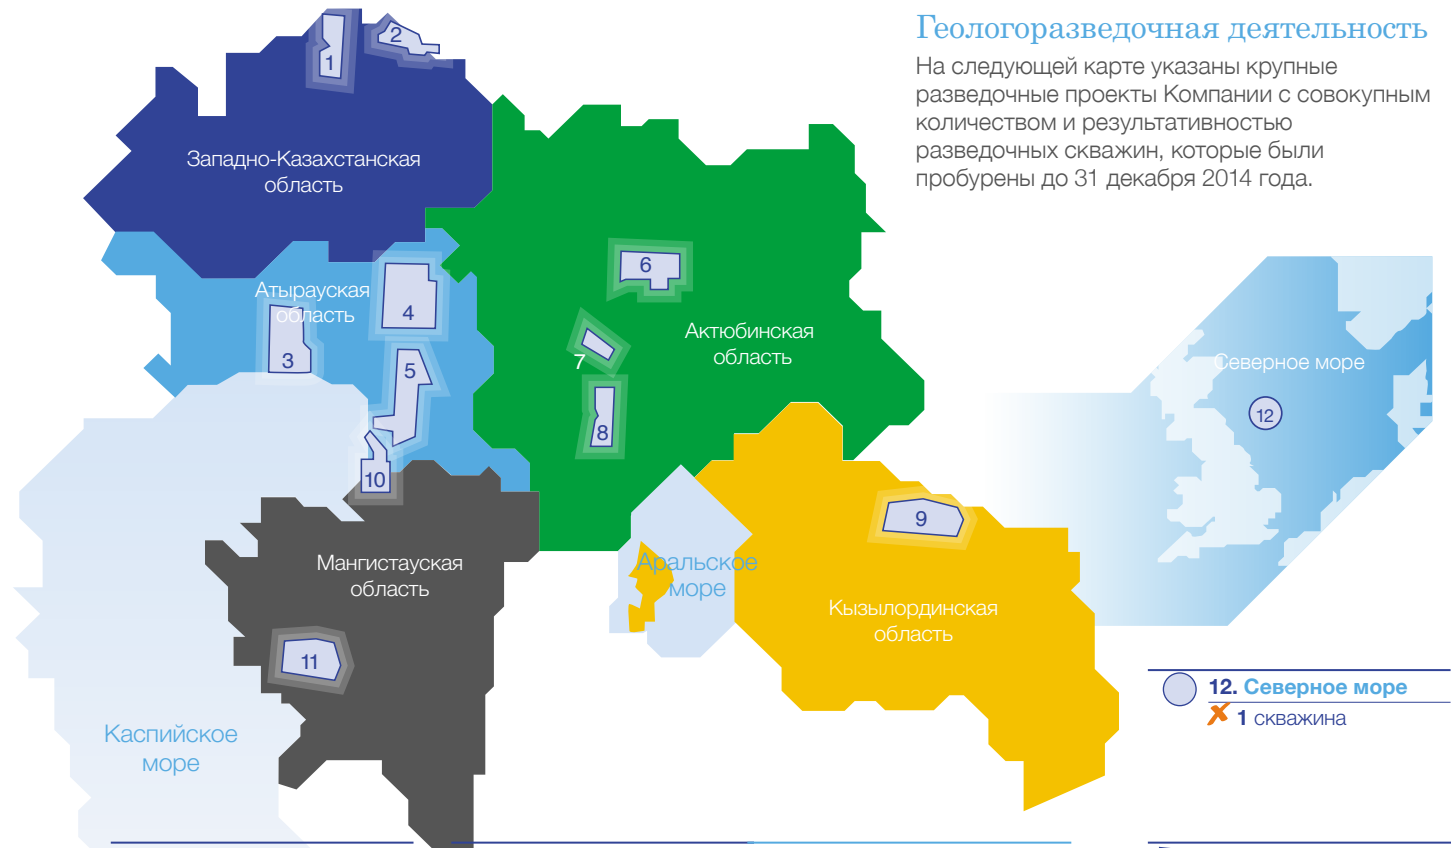 Геологоразведочная деятельность
На следующей карте указаны крупные
разведочные проекты Компании с совокупным
количеством и результативностью
разведочных скважин, которые были
пробурены до 31 декабря 2014 года.
1
2
Западно-Казахстанская
область
Атырауская
область
3
4
5
6
7
8
Актюбинская
область
Северное море
12
10
9
Мангистауская
область
Аральское
море
Кызылординская
область
11
Каспийское
море
12. Северное море
✗ 1 скважина